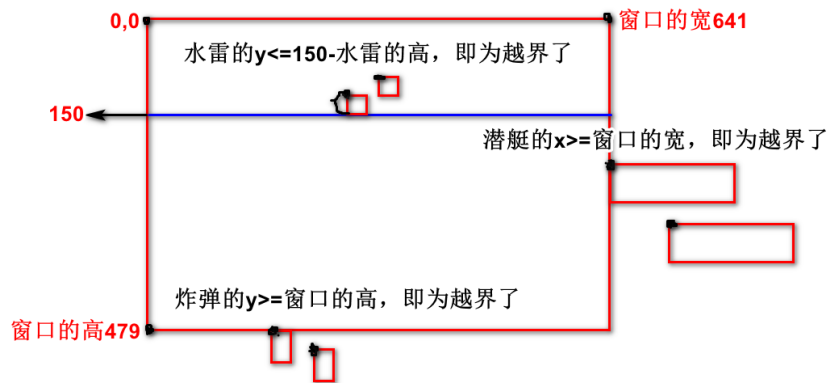 0,0
窗口的宽641
水雷的y<=150-水雷的高，即为越界了
150
潜艇的x>=窗口的宽，即为越界了
炸弹的y>=窗口的高，即为越界了
窗口的高479